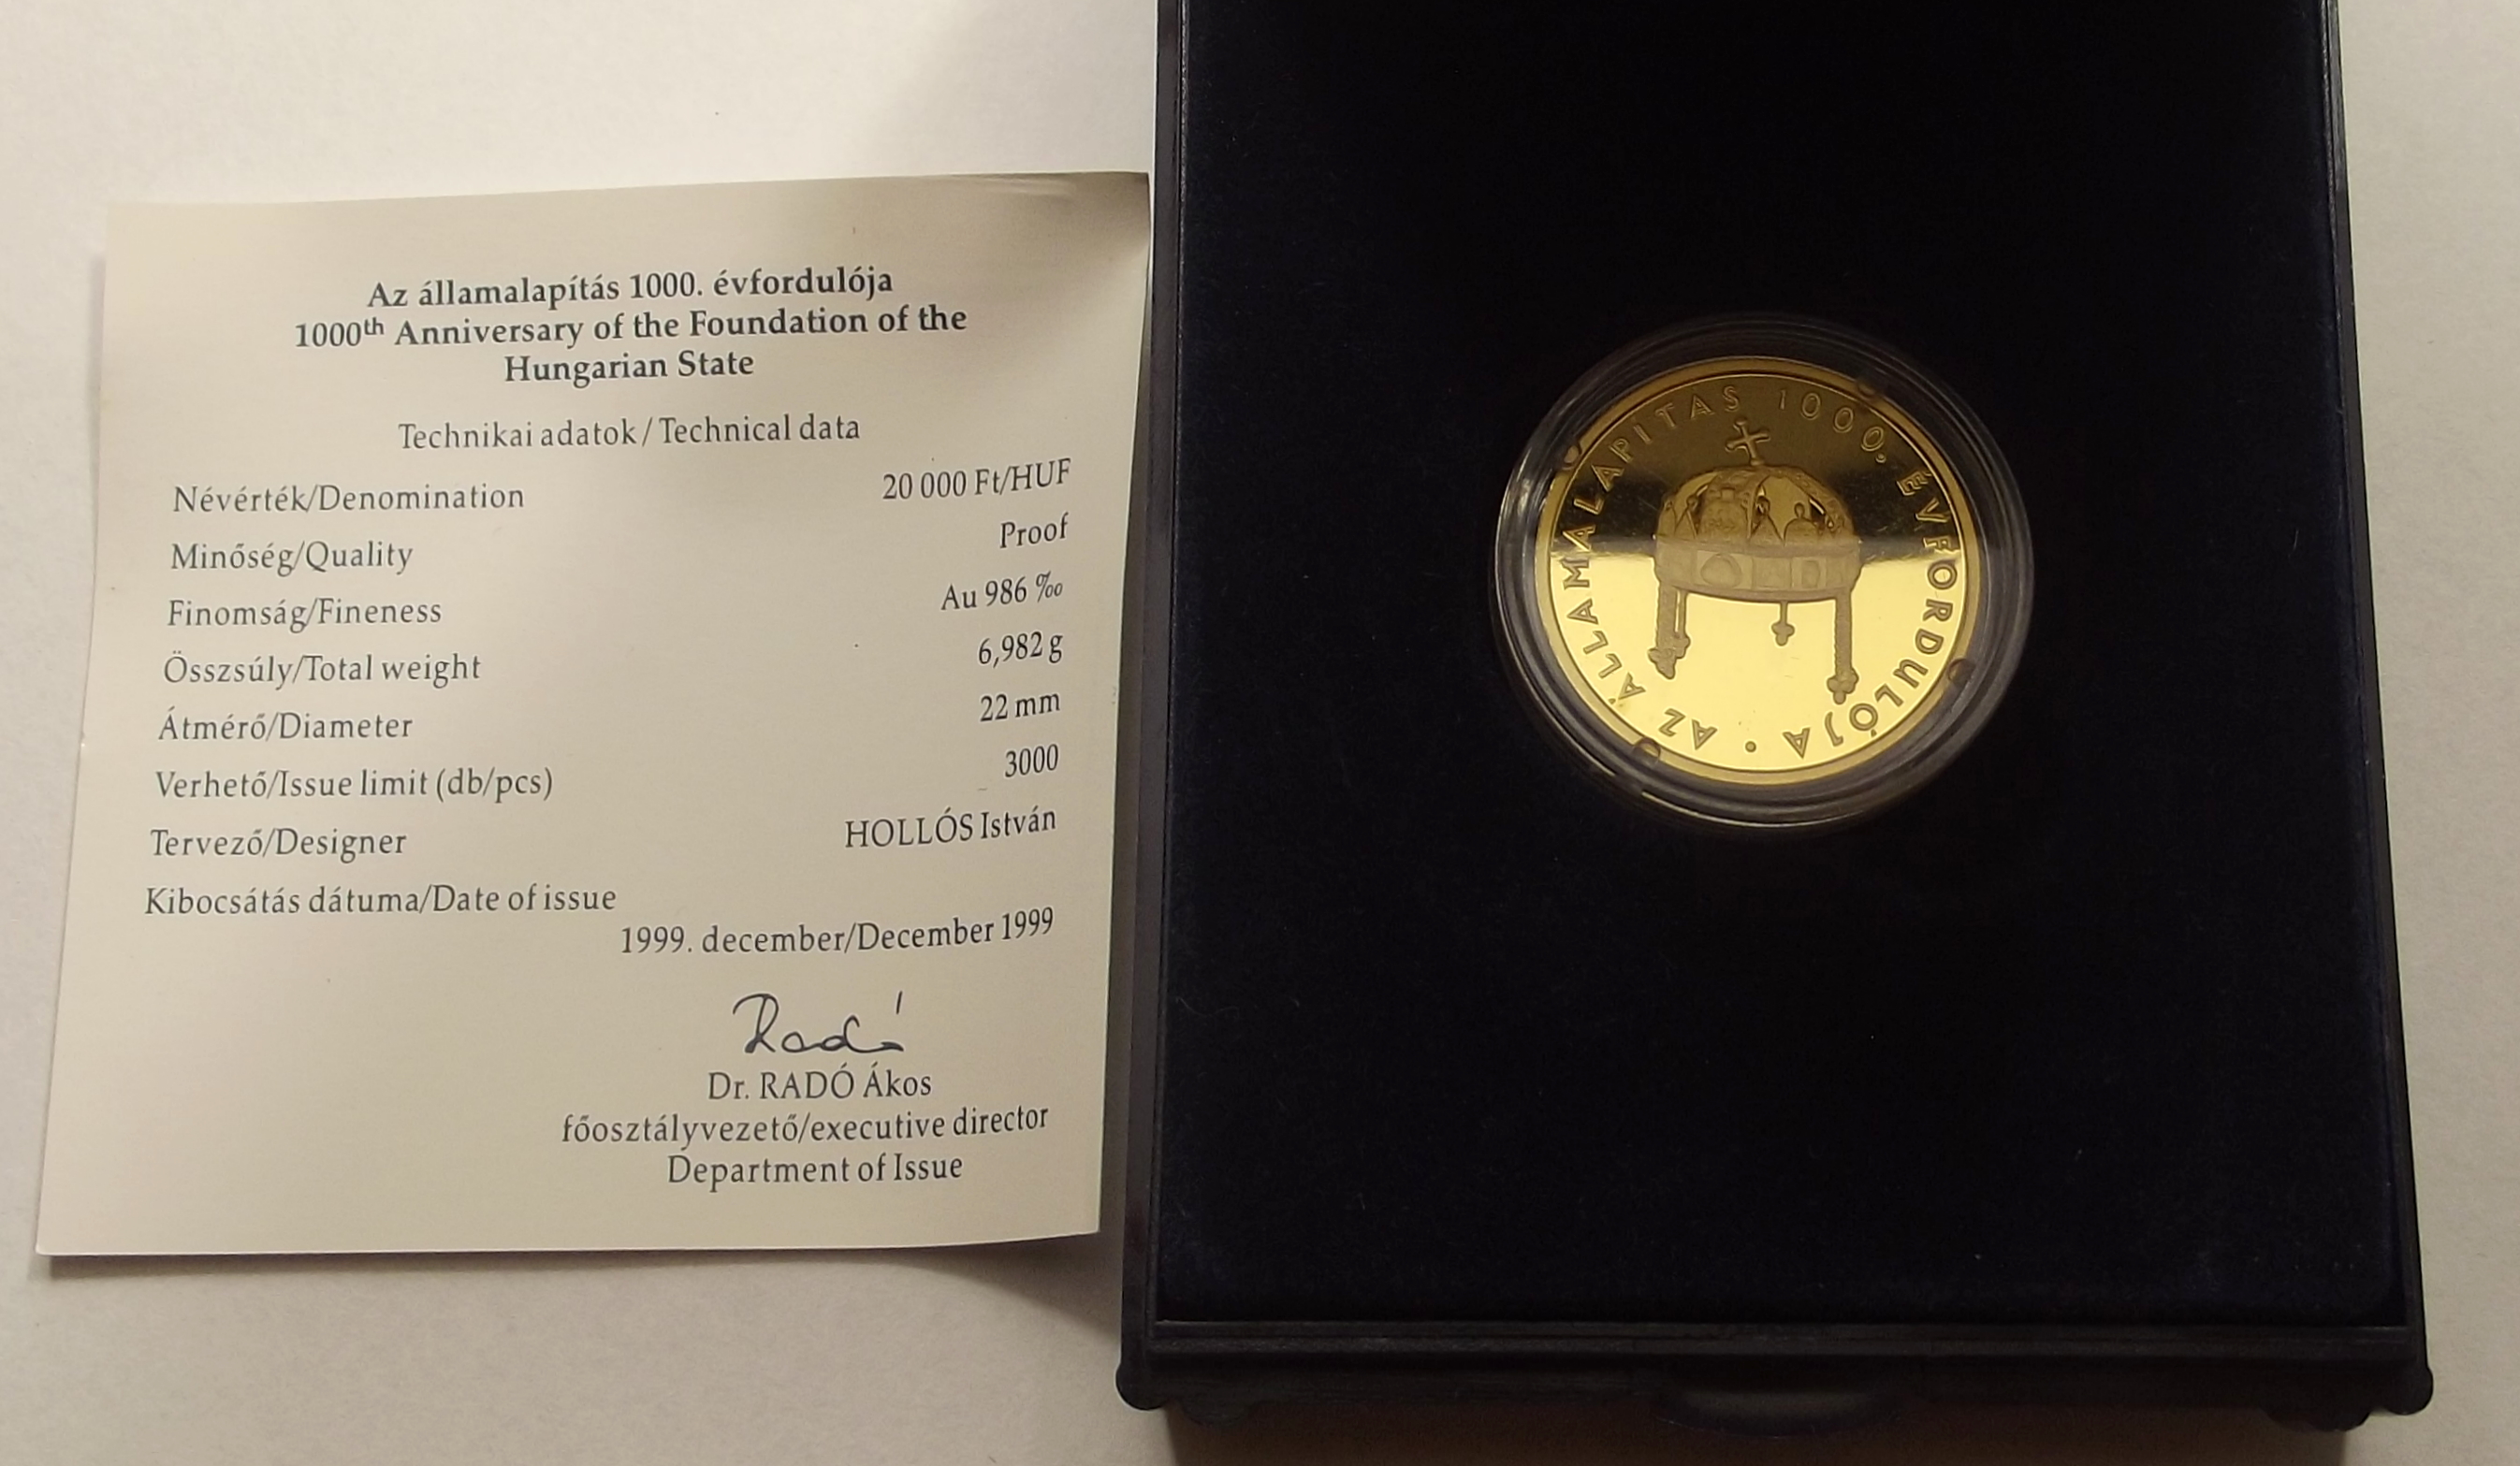 Az államalapítás 1000. évfordulója
1000th Anniversary of the Foundation of the
Hungarian State
Technikai adatok / Technical data
Névérték/Denomination 20 000 Ft/HUF
Minőség/Quality Proof
Finomság/Fineness Au 986 ‰
Összsúly/Total weight 6,982 g
Átmérő/Diameter 22 mm
Verhető/Issue limit (db/pcs) 3000
Tervező/Designer HOLLÓS István
Kibocsátás dátuma/Date of issue
1999. december/December 1999
Radó
Dr. RADÓ Ákos
főosztályvezető/executive director
Department of Issue
AZ ÁLLAMALAPÍTÁS 1000. ÉVFORDULÓJA •